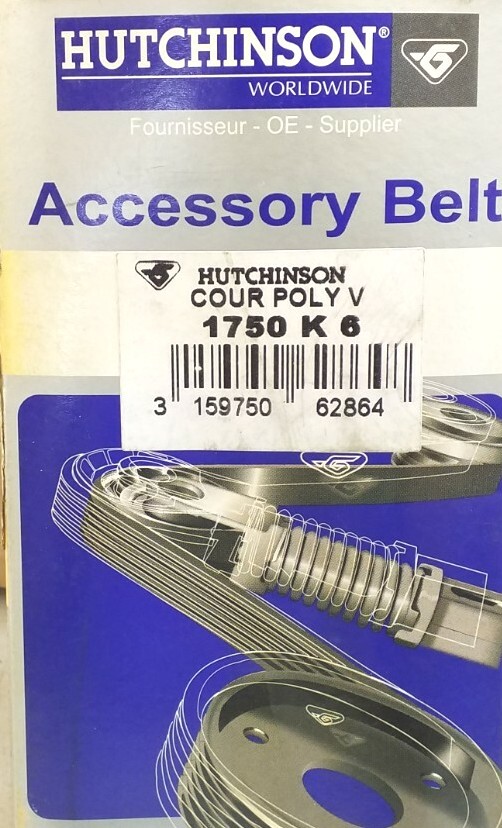 HUTCHINSON®
WORLDWIDE
Fournisseur - OE - Supplier
Accessory Belt
HUTCHINSON
COUR POLY V
1750 K 6
3 159750 62864